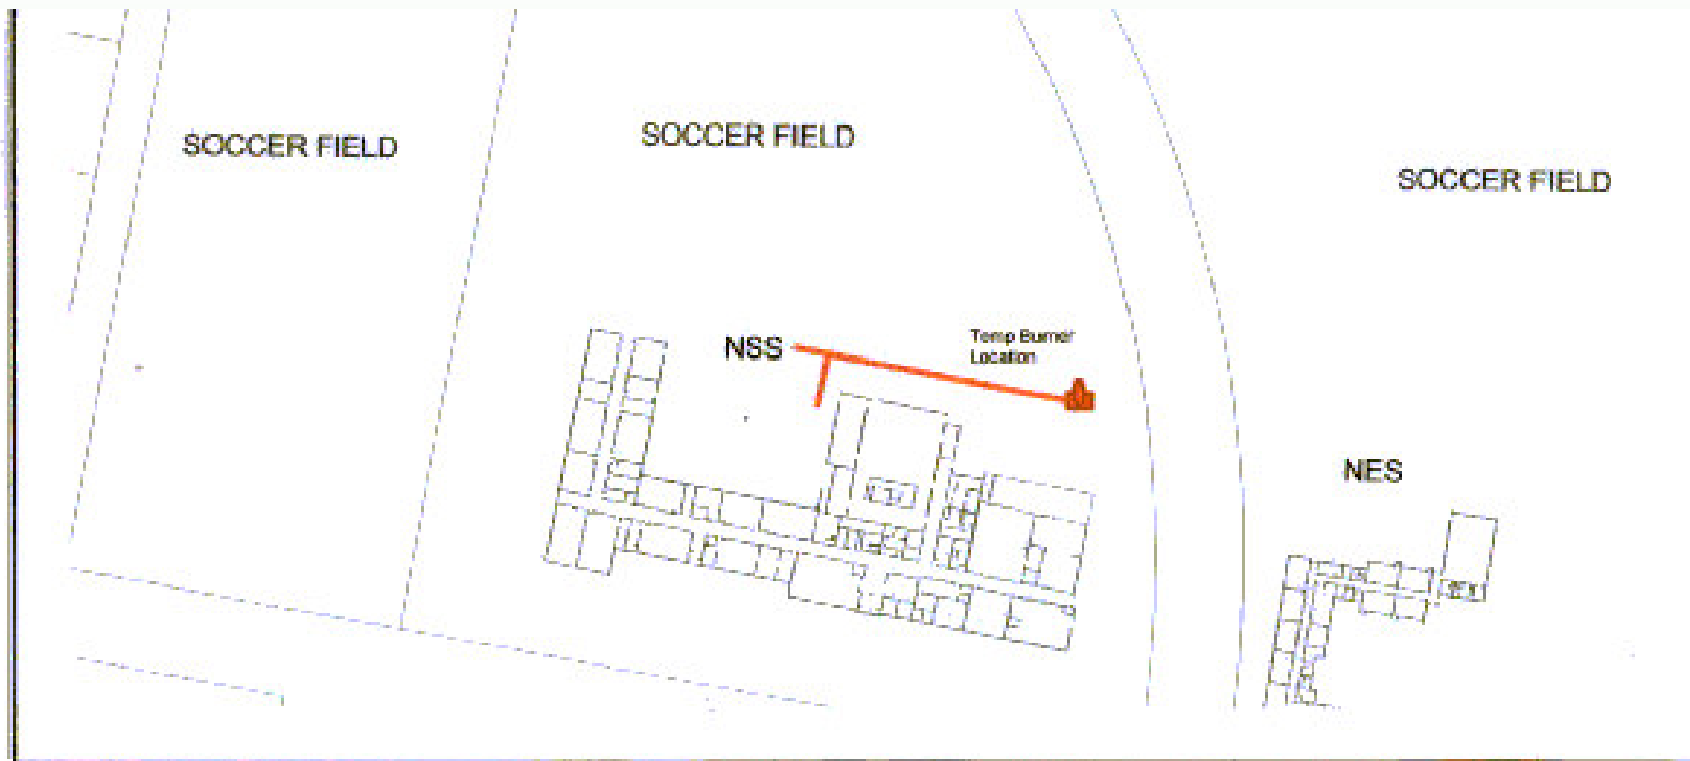 SOCCER FIELD
SOCCER FIELD
SOCCER FIELD
NSS
Temp Burner
Location
NES